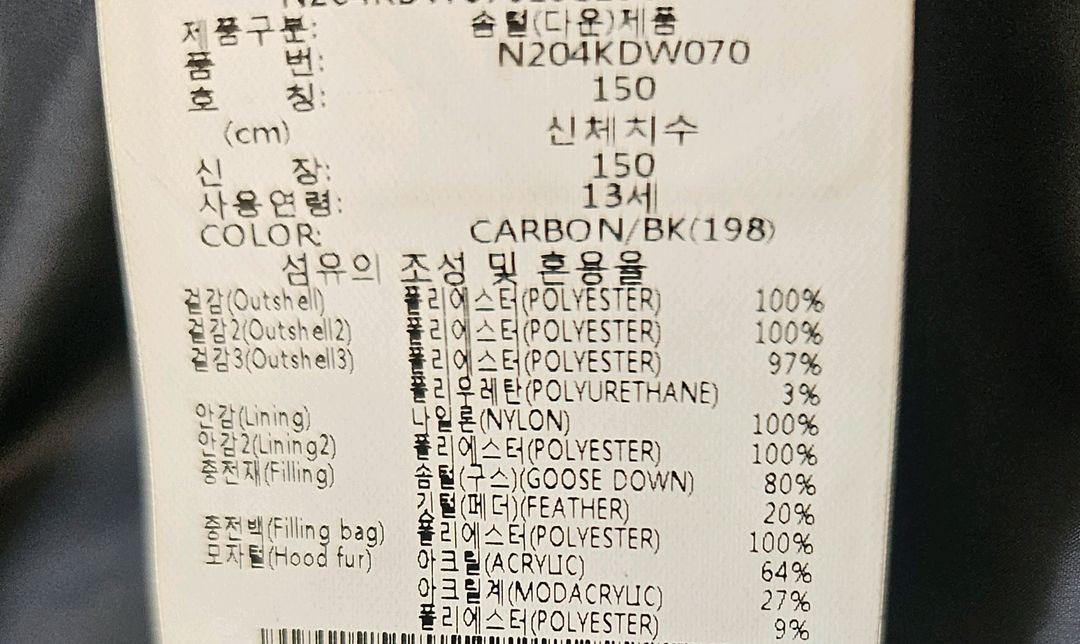 제품구분: 솜털(다운)제품
품 번: N204KDW070
호 칭: 150
(cm) 신체치수
신 장: 150
사용연령: 13세
COLOR: CARBON/BK(198)
섬유의 조성 및 혼용율
겉감(Outshell) 폴리에스터(POLYESTER) 100%
겉감2(Outshell2) 폴리에스터(POLYESTER) 100%
겉감3(Outshell3) 폴리에스터(POLYESTER) 97%
폴리우레탄(POLYURETHANE) 3%
안감(Lining) 나일론(NYLON) 100%
안감2(Lining2) 폴리에스터(POLYESTER) 100%
충전재(Filling) 솜털(구스)(GOOSE DOWN) 80%
깃털(페더)(FEATHER) 20%
충전백(Filling bag) 폴리에스터(POLYESTER) 100%
모자털(Hood fur) 아크릴(ACRYLIC) 64%
아크릴계(MODACRYLIC) 27%
폴리에스터(POLYESTER) 9%